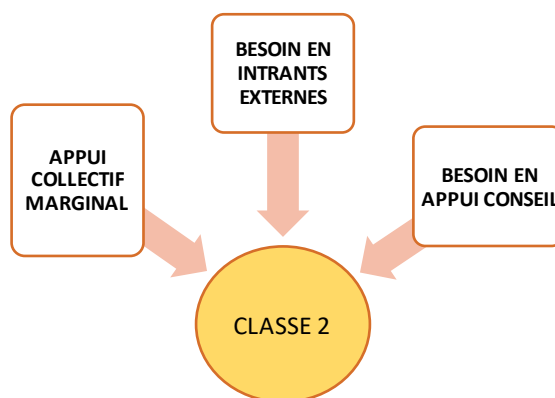 BESOIN EN
INTRANTS
EXTERNES
APPUI
COLLECTIF
MARGINAL
BESOIN EN
APPUI CONSEIL
CLASSE 2